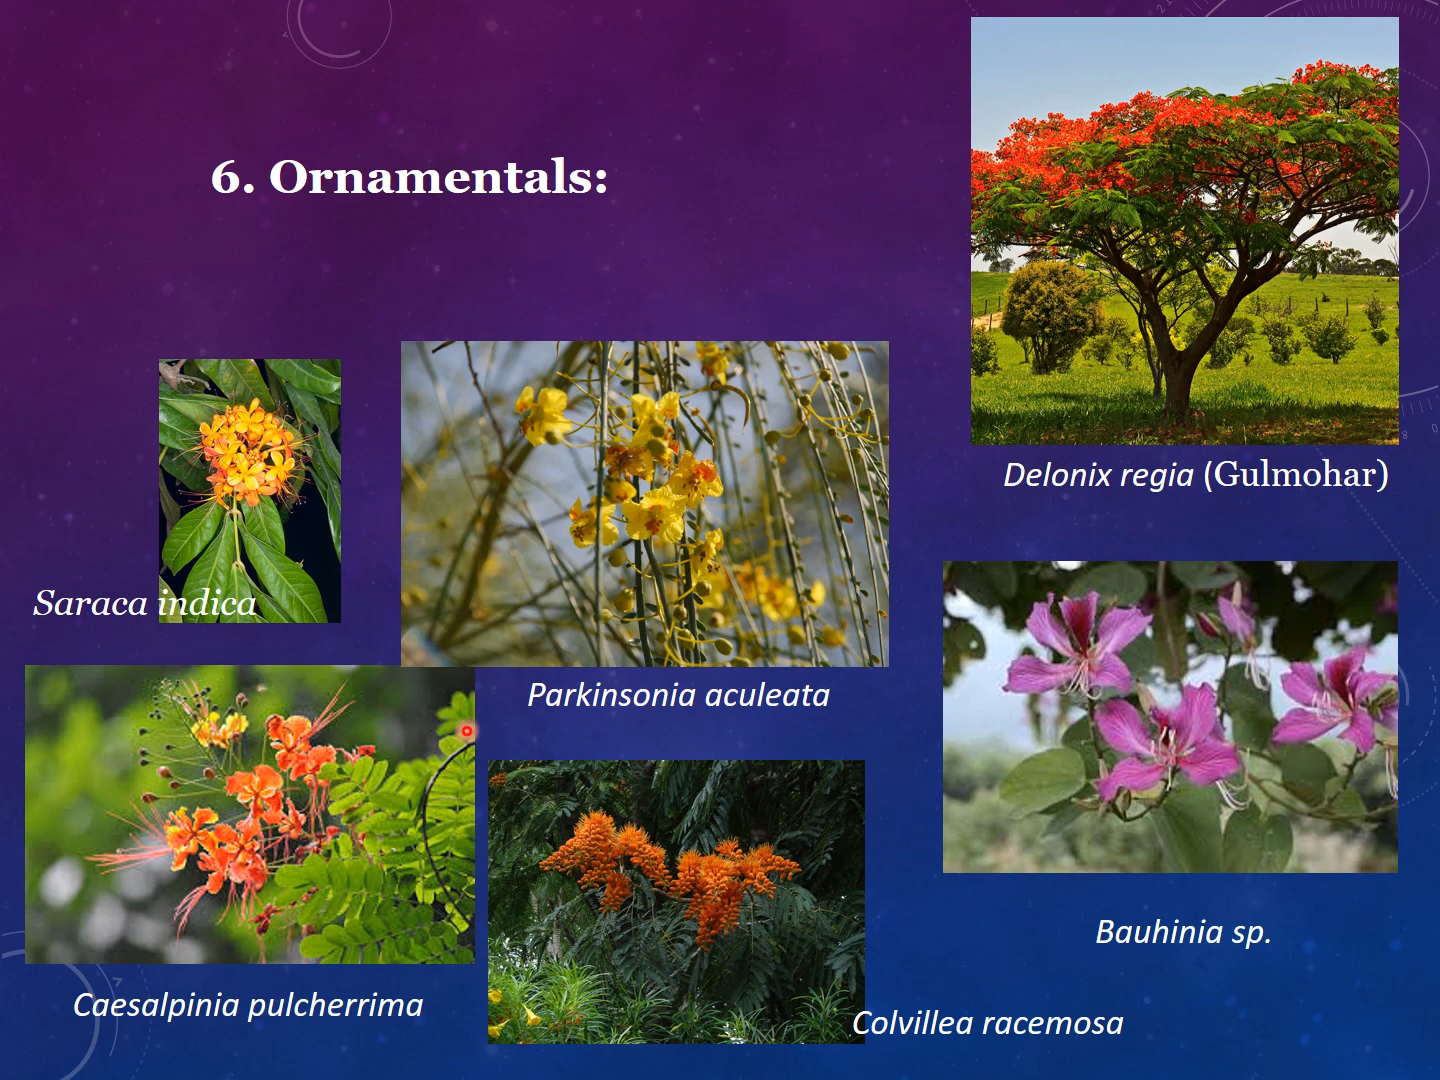 6. Ornamentals:
Delonix regia (Gulmohar)
Saraca indica
Parkinsonia aculeata
Bauhinia sp.
Caesalpinia pulcherrima
Colvillea racemosa